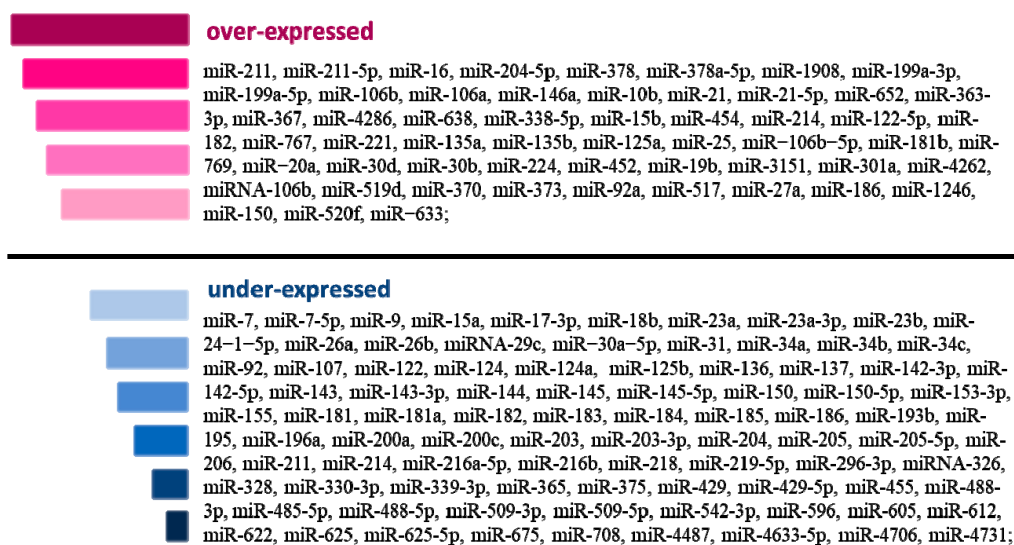 over-expressed
miR-211, miR-211-5p, miR-16, miR-204-5p, miR-378, miR-378a-5p, miR-1908, miR-199a-3p,
miR-199a-5p, miR-106b, miR-106a, miR-146a, miR-10b, miR-21, miR-21-5p, miR-652, miR-363-
3p, miR-367, miR-4286, miR-638, miR-338-5p, miR-15b, miR-454, miR-214, miR-122-5p, miR-
182, miR-767, miR-221, miR-135a, miR-135b, miR-125a, miR-25, miR−106b−5p, miR-181b, miR-
769, miR−20a, miR-30d, miR-30b, miR-224, miR-452, miR-19b, miR-3151, miR-301a, miR-4262,
miRNA-106b, miR-519d, miR-370, miR-373, miR-92a, miR-517, miR-27a, miR-186, miR-1246,
miR-150, miR-520f, miR−633;
under-expressed
miR-7, miR-7-5p, miR-9, miR-15a, miR-17-3p, miR-18b, miR-23a, miR-23a-3p, miR-23b, miR-
24−1−5p, miR-26a, miR-26b, miRNA-29c, miR−30a−5p, miR-31, miR-34a, miR-34b, miR-34c,
miR-92, miR-107, miR-122, miR-124, miR-124a, miR-125b, miR-136, miR-137, miR-142-3p, miR-
142-5p, miR-143, miR-143-3p, miR-144, miR-145, miR-145-5p, miR-150, miR-150-5p, miR-153-3p,
miR-155, miR-181, miR-181a, miR-182, miR-183, miR-184, miR-185, miR-186, miR-193b, miR-
195, miR-196a, miR-200a, miR-200c, miR-203, miR-203-3p, miR-204, miR-205, miR-205-5p, miR-
206, miR-211, miR-214, miR-216a-5p, miR-216b, miR-218, miR-219-5p, miR-296-3p, miRNA-326,
miR-328, miR-330-3p, miR-339-3p, miR-365, miR-375, miR-429, miR-429-5p, miR-455, miR-488-
3p, miR-485-5p, miR-488-5p, miR-509-3p, miR-509-5p, miR-542-3p, miR-596, miR-605, miR-612,
miR-622, miR-625, miR-625-5p, miR-675, miR-708, miR-4487, miR-4633-5p, miR-4706, miR-4731;